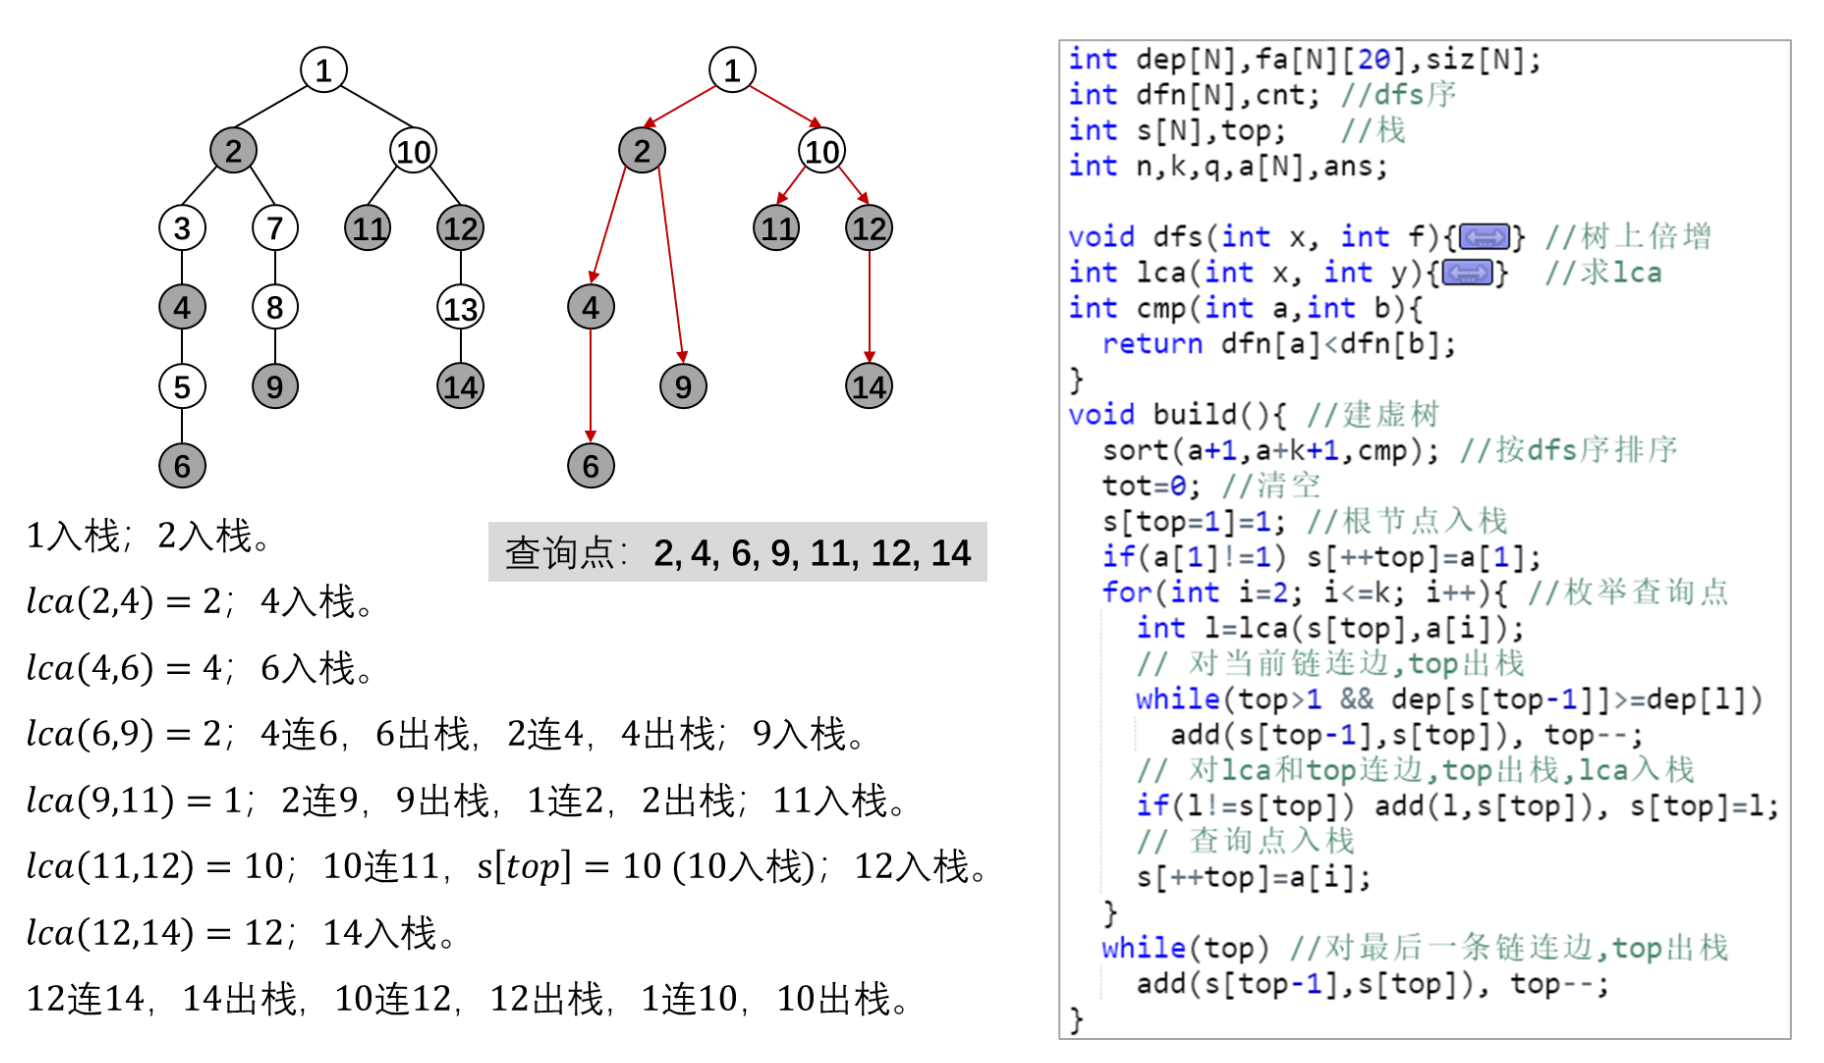 1
2
10
3
7
11
12
4
8
13
5
9
14
6
1
2
10
11
12
4
9
14
6
查询点：2, 4, 6, 9, 11, 12, 14
1入栈；2入栈。
lca(2,4) = 2；4入栈。
lca(4,6) = 4；6入栈。
lca(6,9) = 2；4连6，6出栈，2连4，4出栈；9入栈。
lca(9,11) = 1；2连9，9出栈，1连2，2出栈；11入栈。
lca(11,12) = 10；10连11，s[top] = 10 (10入栈)；12入栈。
lca(12,14) = 12；14入栈。
12连14，14出栈，10连12，12出栈，1连10，10出栈。
int dep[N],fa[N][20],siz[N];
int dfn[N],cnt; //dfs序
int s[N],top; //栈
int n,k,q,a[N],ans;
void dfs(int x, int f){} //树上倍增
int lca(int x, int y){} //求lca
int cmp(int a,int b){
return dfn[a]<dfn[b];
}
void build(){ //建虚树
sort(a+1,a+k+1,cmp); //按dfs序排序
tot=0; //清空
s[top=1]=1; //根节点入栈
if(a[1]!=1) s[++top]=a[1];
for(int i=2; i<=k; i++){ //枚举查询点
int l=lca(s[top],a[i]);
// 对当前链连边,top出栈
while(top>1 && dep[s[top-1]]>=dep[l])
add(s[top-1],s[top]), top--;
// 对lca和top连边,top出栈,lca入栈
if(l!=s[top]) add(l,s[top]), s[top]=l;
// 查询点入栈
s[++top]=a[i];
}
while(top) //对最后一条链连边,top出栈
add(s[top-1],s[top]), top--;
}